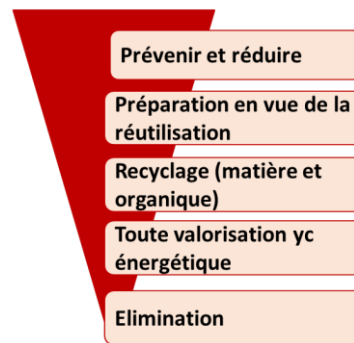 Prévenir et réduire
Préparation en vue de la
réutilisation
Recyclage (matière et
organique)
Toute valorisation yc
énergétique
Elimination